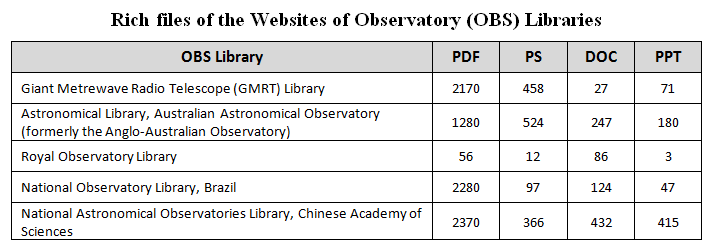 Rich files of the Websites of Observatory (OBS) Libraries
OBS Library PDF PS DOC PPT
Giant Metrewave Radio Telescope (GMRT) Library 2170 458 27 71
Astronomical Library, Australian Astronomical Observatory
(formerly the Anglo-Australian Observatory) 1280 524 247 180
Royal Observatory Library 56 12 86 3
National Observatory Library, Brazil 2280 97 124 47
National Astronomical Observatories Library, Chinese Academy of
Sciences 2370 366 432 415